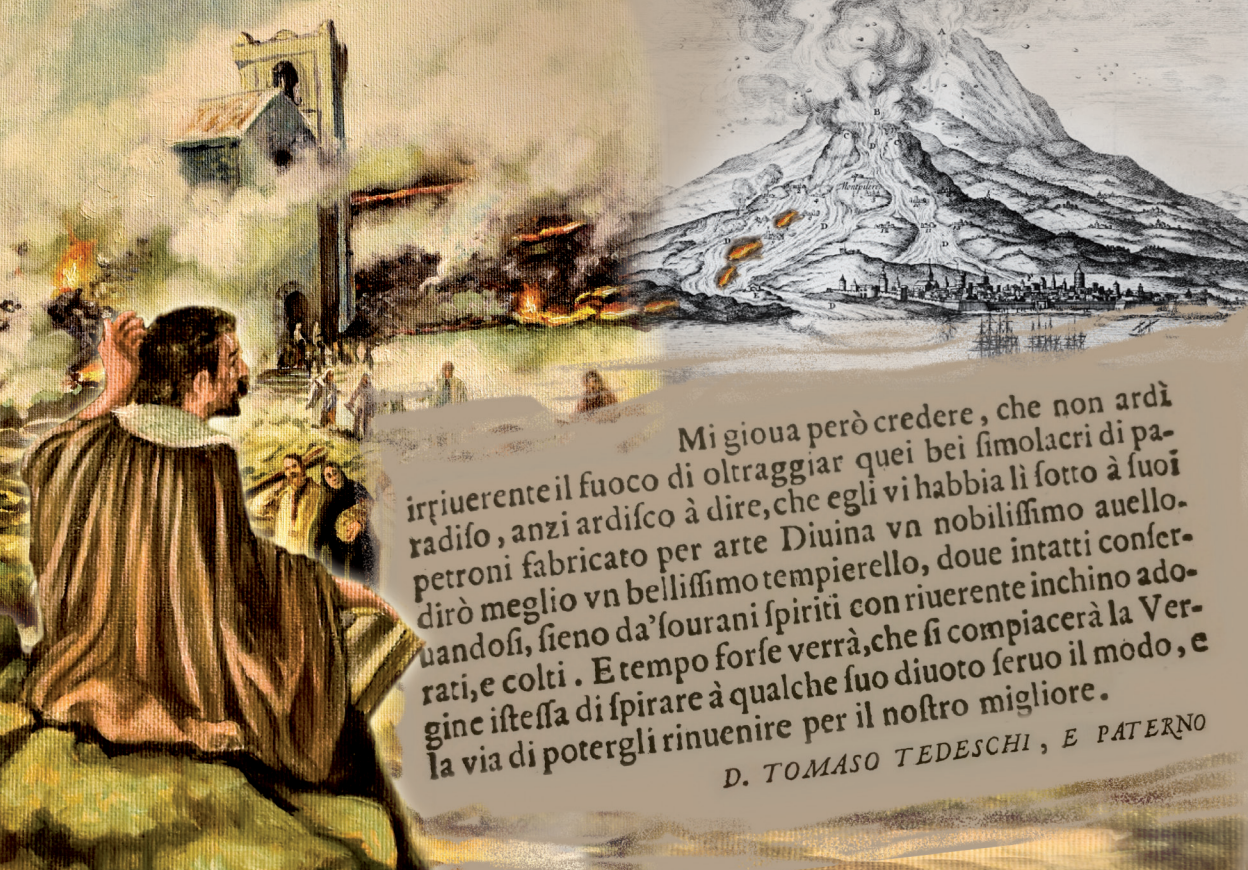 Mi gioua però credere, che non ardì
irriuerente il fuoco di oltraggiar quei bei ſimolacri di pa-
radiſo, anzi ardiſco à dire, che egli vi habbia lì ſotto à ſuoi
petroni fabricato per arte Diuina vn nobiliſſimo auello.
dirò meglio vn belliſſimo tempierello, doue intatti conſer-
uandoſi, ſieno da'ſourani ſpiriti con riuerente inchino ado-
rati, e colti. E tempo forſe verrà, che ſi compiacerà la Ver-
gine iſteſſa di ſpirare à qualche ſuo diuoto ſeruo il modo, e
la via di potergli rinuenire per il noſtro migliore.
D. TOMASO TEDESCHI, E PATERNO
A
B
C
D
D
D
D